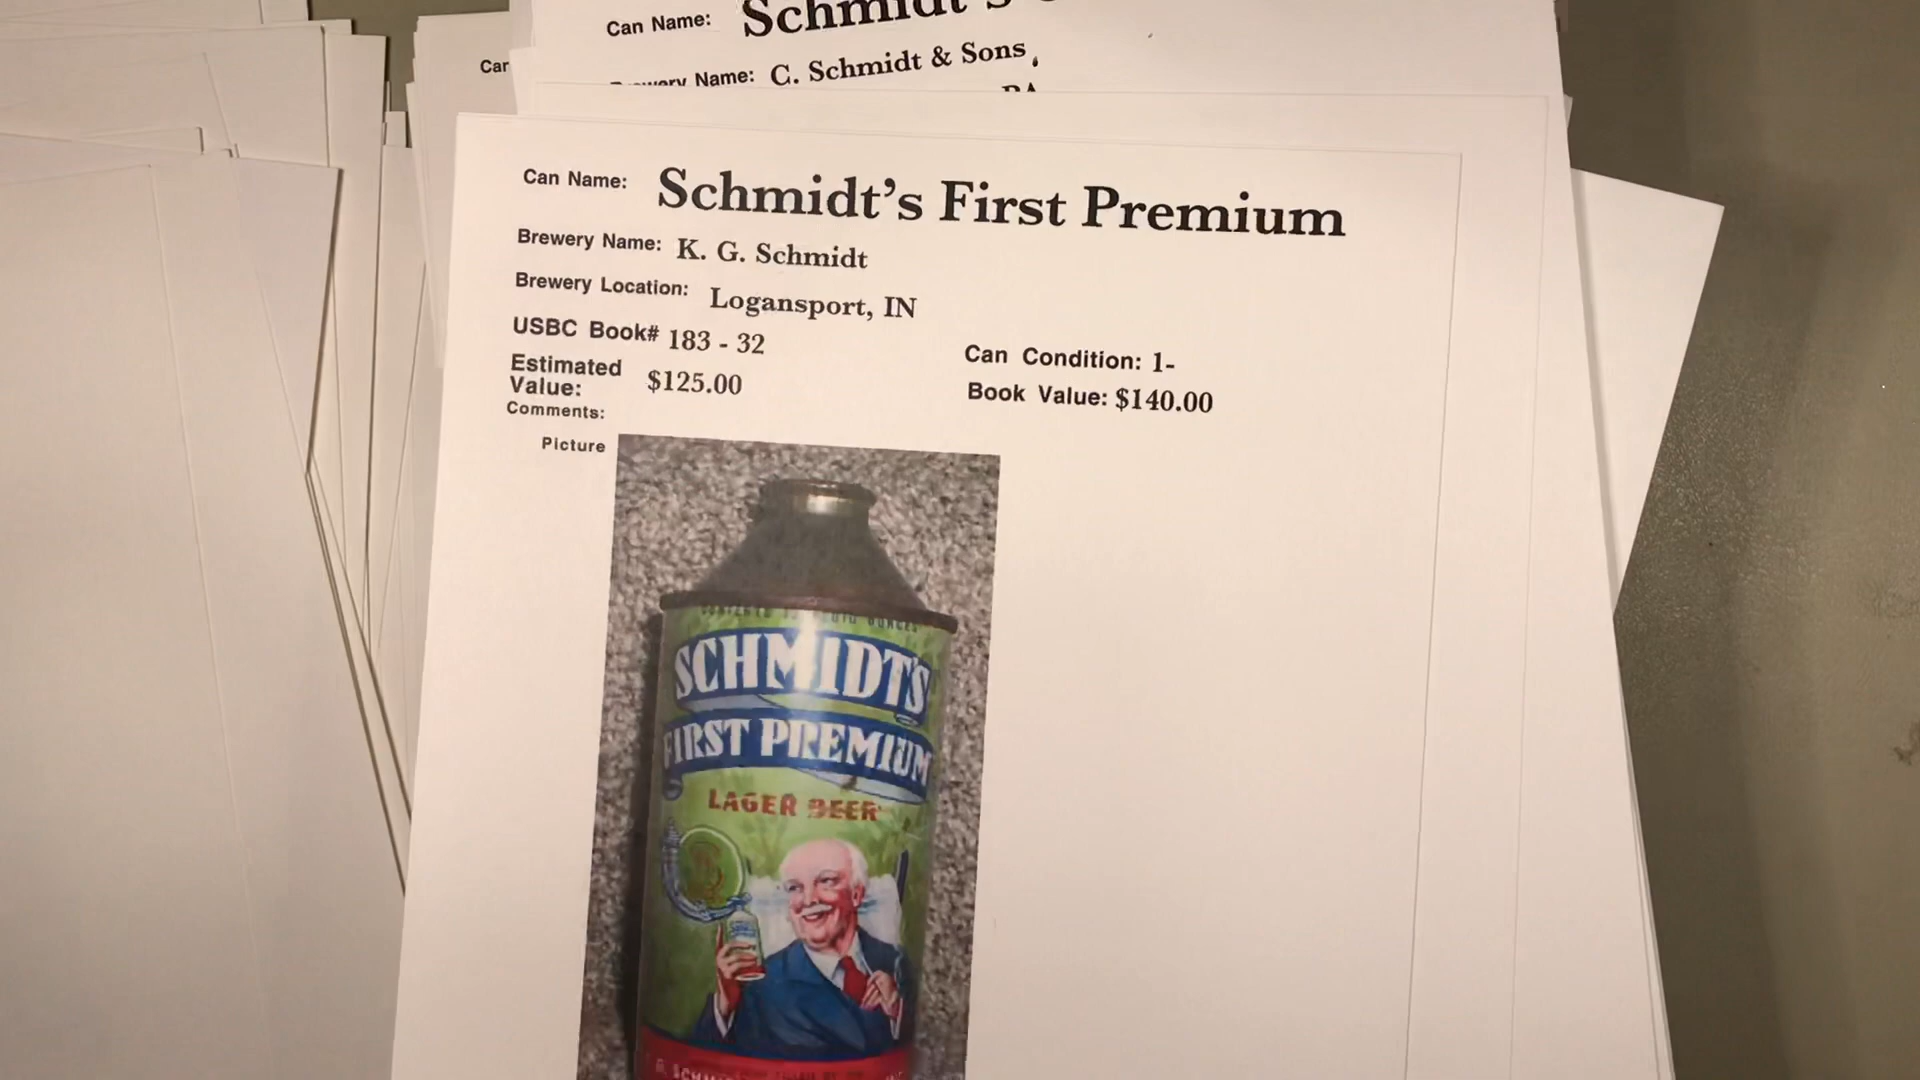 Can Name: Schmidt's
Name: C. Schmidt & Sons,
PA
Car
Can Name: Schmidt's First Premium
Brewery Name: K. G. Schmidt
Brewery Location: Logansport, IN
USBC Book# 183 - 32
Can Condition: 1-
Estimated Value: $125.00
Book Value: $140.00
Comments:
Picture
SCHMIDT'S
FIRST PREMIUM
LAGER BEER